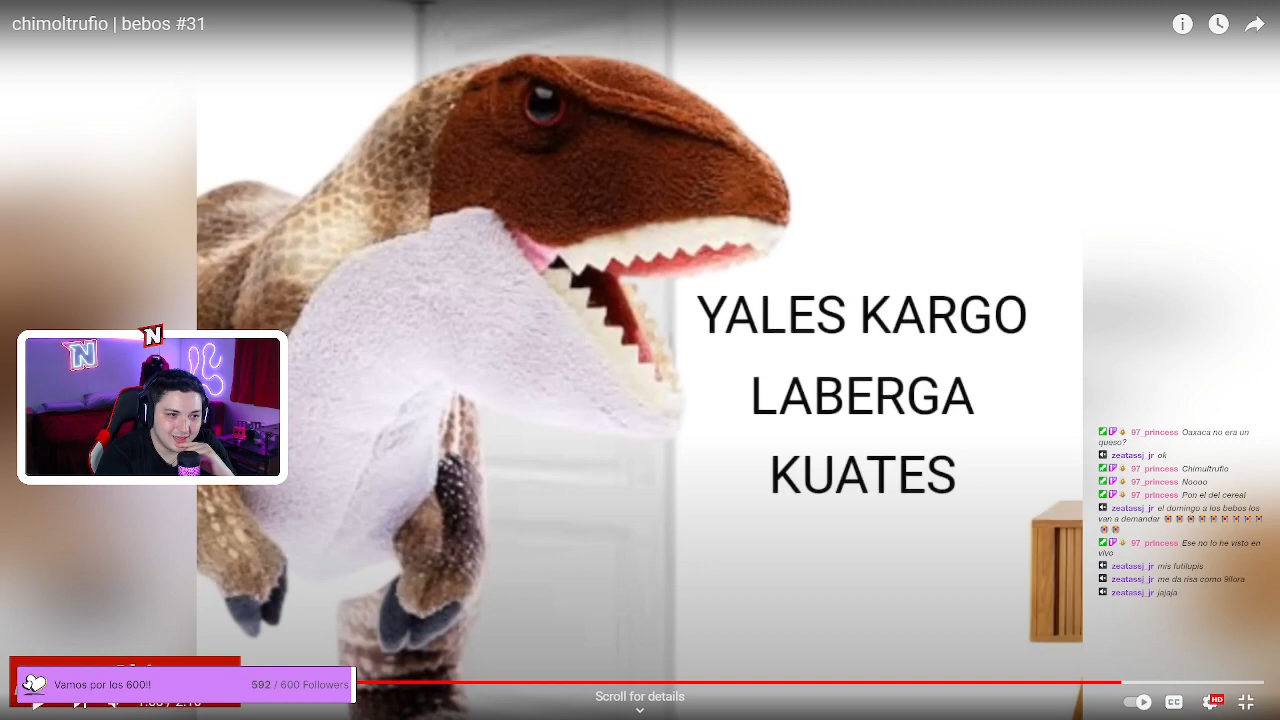 chimoltrufio | bebos #31
YALES KARGO
LABERGA
KUATES
N
N
97_princess Oaxaca no era un
queso?
zeatassj_jr ok
97_princess Chimultrufio
97_princess Noooo
97_princess Pon el del cereal
zeatassj_jr el domingo a los bebos los
van a demandar
97_princess Ese no lo he visto en
vivo
zeatassj_jr mis futilupis
zeatassj_jr me da risa como 9llora
zeatassj_jr jajaja
Vamos por los 600!! 592 / 600 Followers
Scroll for details
CC
HD